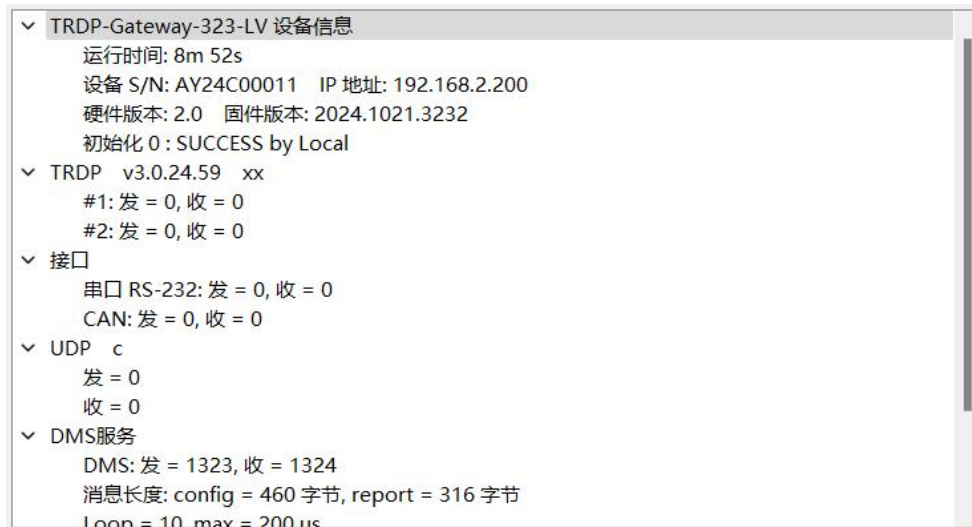 TRDP-Gateway-323-LV 设备信息
运行时间: 8m 52s
设备 S/N: AY24C00011 IP 地址: 192.168.2.200
硬件版本: 2.0 固件版本: 2024.1021.3232
初始化 0 : SUCCESS by Local
TRDP v3.0.24.59 xx
#1: 发 = 0, 收 = 0
#2: 发 = 0, 收 = 0
接口
串口 RS-232: 发 = 0, 收 = 0
CAN: 发 = 0, 收 = 0
UDP c
发 = 0
收 = 0
DMS服务
DMS: 发 = 1323, 收 = 1324
消息长度: config = 460 字节, report = 316 字节
Loop = 10, max = 200 us